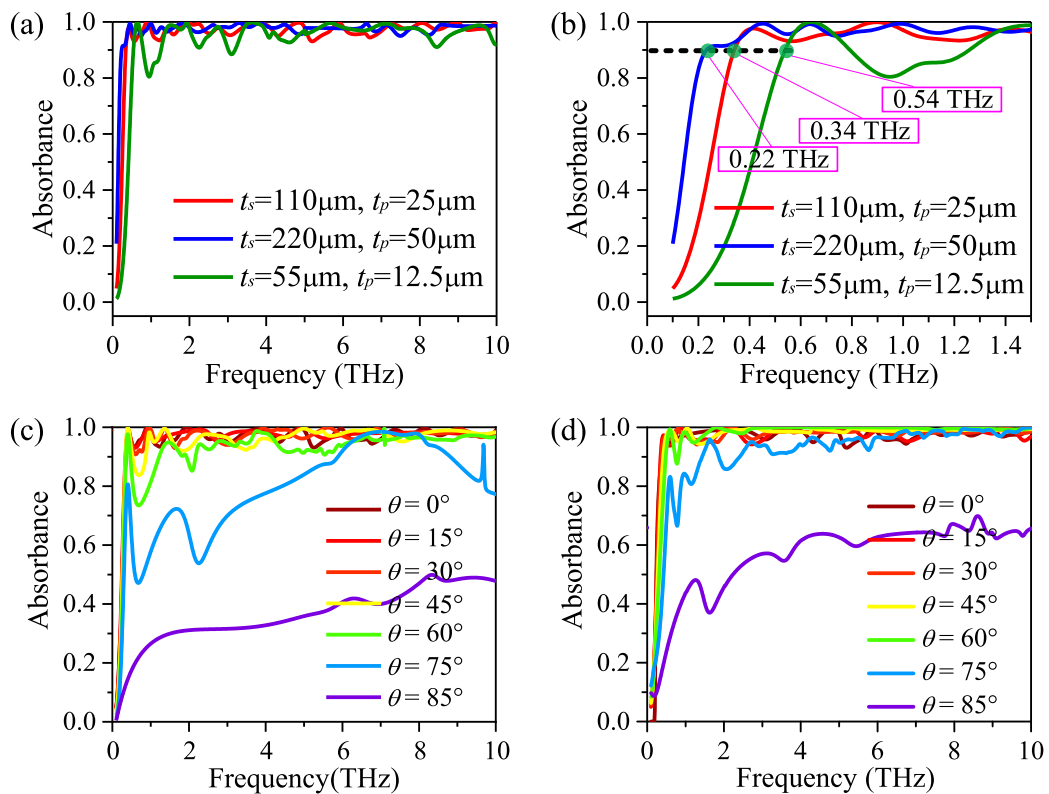 (a)
Absorbance
1.0
0.8
0.6
0.4
0.2
0.0
ts=110μm, tp=25μm
ts=220μm, tp=50μm
ts=55μm, tp=12.5μm
0 2 4 6 8 10
Frequency (THz)
(b)
Absorbance
1.0
0.8
0.6
0.4
0.2
0.0
0.54 THz
0.34 THz
0.22 THz
ts=110μm, tp=25μm
ts=220μm, tp=50μm
ts=55μm, tp=12.5μm
0.0 0.2 0.4 0.6 0.8 1.0 1.2 1.4
Frequency (THz)
(c)
Absorbance
1.0
0.8
0.6
0.4
0.2
0.0
θ = 0°
θ = 15°
θ = 30°
θ = 45°
θ = 60°
θ = 75°
θ = 85°
0 2 4 6 8 10
Frequency(THz)
(d)
Absorbance
1.0
0.8
0.6
0.4
0.2
0.0
θ = 0°
θ = 15°
θ = 30°
θ = 45°
θ = 60°
θ = 75°
θ = 85°
0 2 4 6 8 10
Frequency (THz)